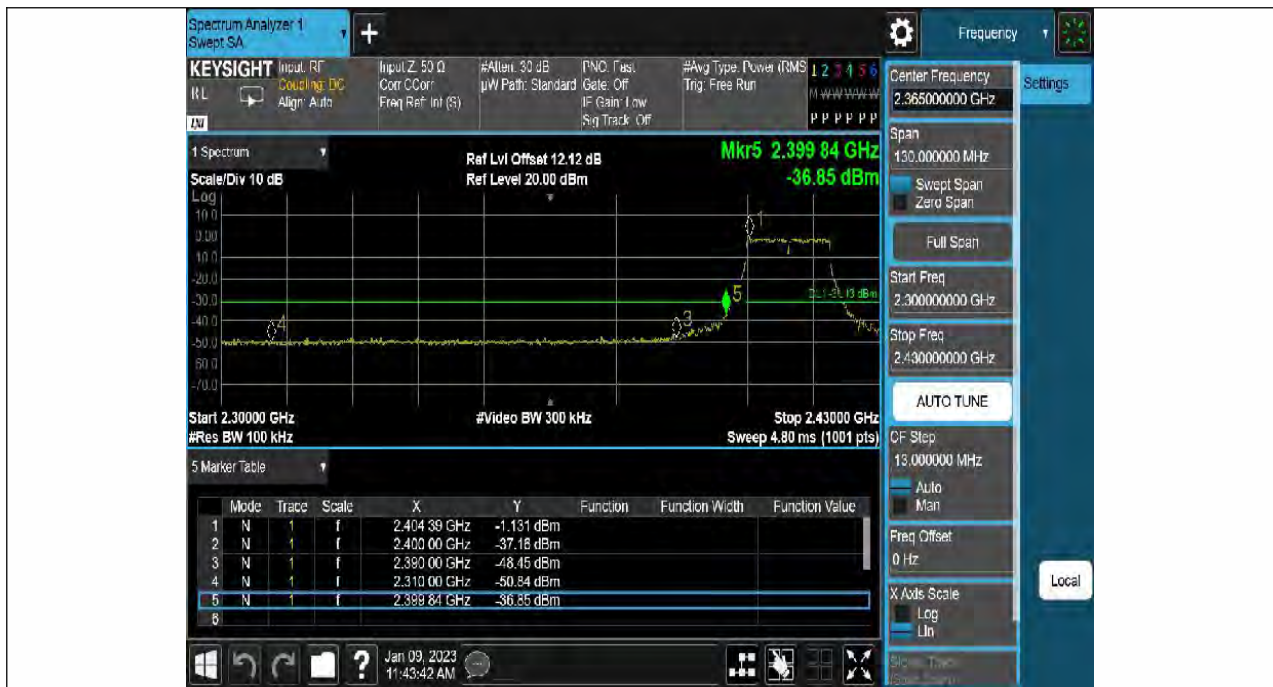 Spectrum Analyzer 1
Swept SA
+
Frequency
KEYSIGHT
Input: RF
Coupling: DC
Align: Auto
Input Z: 50 Ω
Corr CCorr
Freq Ref: Int (S)
#Atten: 30 dB
µW Path: Standard
PNO: Fast
Gate: Off
IF Gain: Low
Sig Track: Off
#Avg Type: Power (RMS
Trig: Free Run
1 2 3 4 5 6
M W W W W W
P P P P P P
RL
1 Spectrum
Scale/Div 10 dB
Ref Lvl Offset 12.12 dB
Ref Level 20.00 dBm
Mkr5 2.399 84 GHz
-36.85 dBm
Log
10.0
0.00
-10.0
-20.0
-30.0
-40.0
-50.0
-60.0
-70.0
1
5
3
4
Start 2.30000 GHz
#Video BW 300 kHz
Stop 2.43000 GHz
#Res BW 100 kHz
Sweep 4.80 ms (1001 pts)
5 Marker Table
Mode Trace Scale X Y Function Function Width Function Value
1 N 1 f 2.404 39 GHz -1.131 dBm
2 N 1 f 2.400 00 GHz -37.16 dBm
3 N 1 f 2.390 00 GHz -48.45 dBm
4 N 1 f 2.310 00 GHz -50.84 dBm
5 N 1 f 2.399 84 GHz -36.85 dBm
6
Jan 09, 2023
11:43:42 AM
?
Center Frequency
2.365000000 GHz
Settings
Span
130.000000 MHz
Swept Span
Zero Span
Full Span
Start Freq
2.300000000 GHz
Stop Freq
2.430000000 GHz
AUTO TUNE
CF Step
13.000000 MHz
Auto
Man
Freq Offset
0 Hz
X Axis Scale
Log
Lin
Local